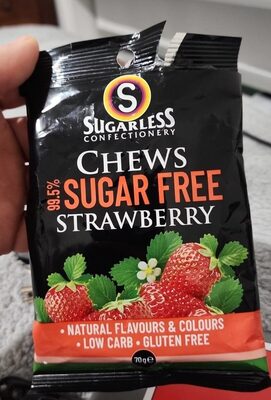 S
SUGARLESS
CONFECTIONERY
CHEWS
99.5% SUGAR FREE
STRAWBERRY
• NATURAL FLAVOURS & COLOURS
• LOW CARB • GLUTEN FREE
70g e